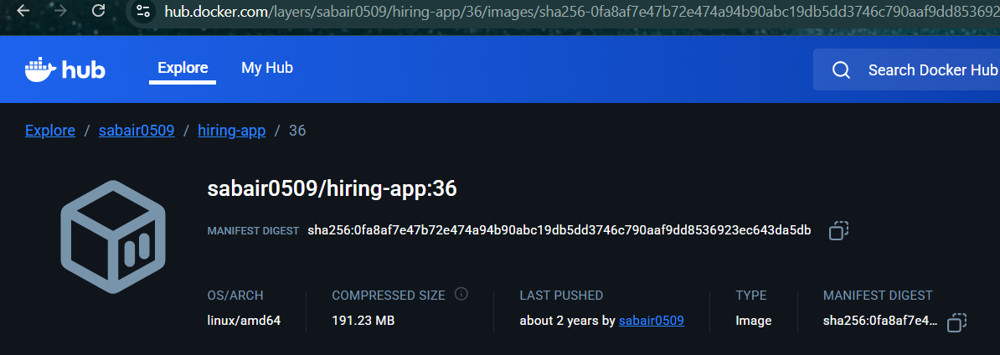 hub.docker.com/layers/sabair0509/hiring-app/36/images/sha256-0fa8af7e47b72e474a94b90abc19db5dd3746c790aaf9dd8536923
hub Explore My Hub Search Docker Hub
Explore / sabair0509 / hiring-app / 36
sabair0509/hiring-app:36
MANIFEST DIGEST sha256:0fa8af7e47b72e474a94b90abc19db5dd3746c790aaf9dd8536923ec643da5db
OS/ARCH COMPRESSED SIZE LAST PUSHED TYPE MANIFEST DIGEST
linux/amd64 191.23 MB about 2 years by sabair0509 Image sha256:0fa8af7e4...